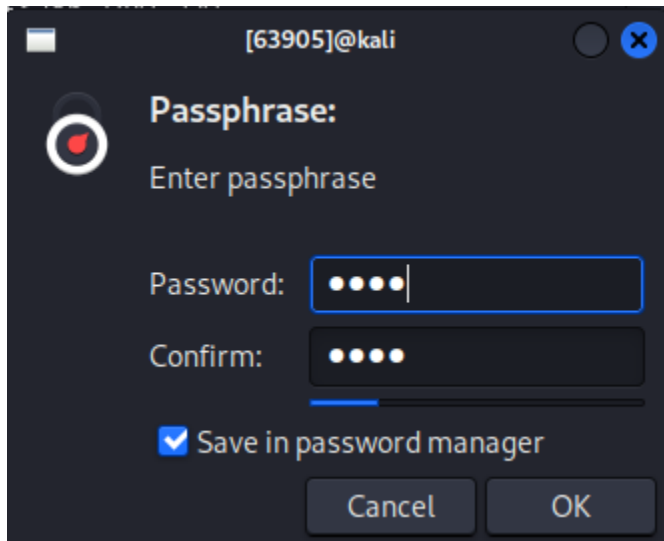 [63905]@kali
Passphrase:
Enter passphrase
Password: ••••
Confirm: ••••
Save in password manager
Cancel OK